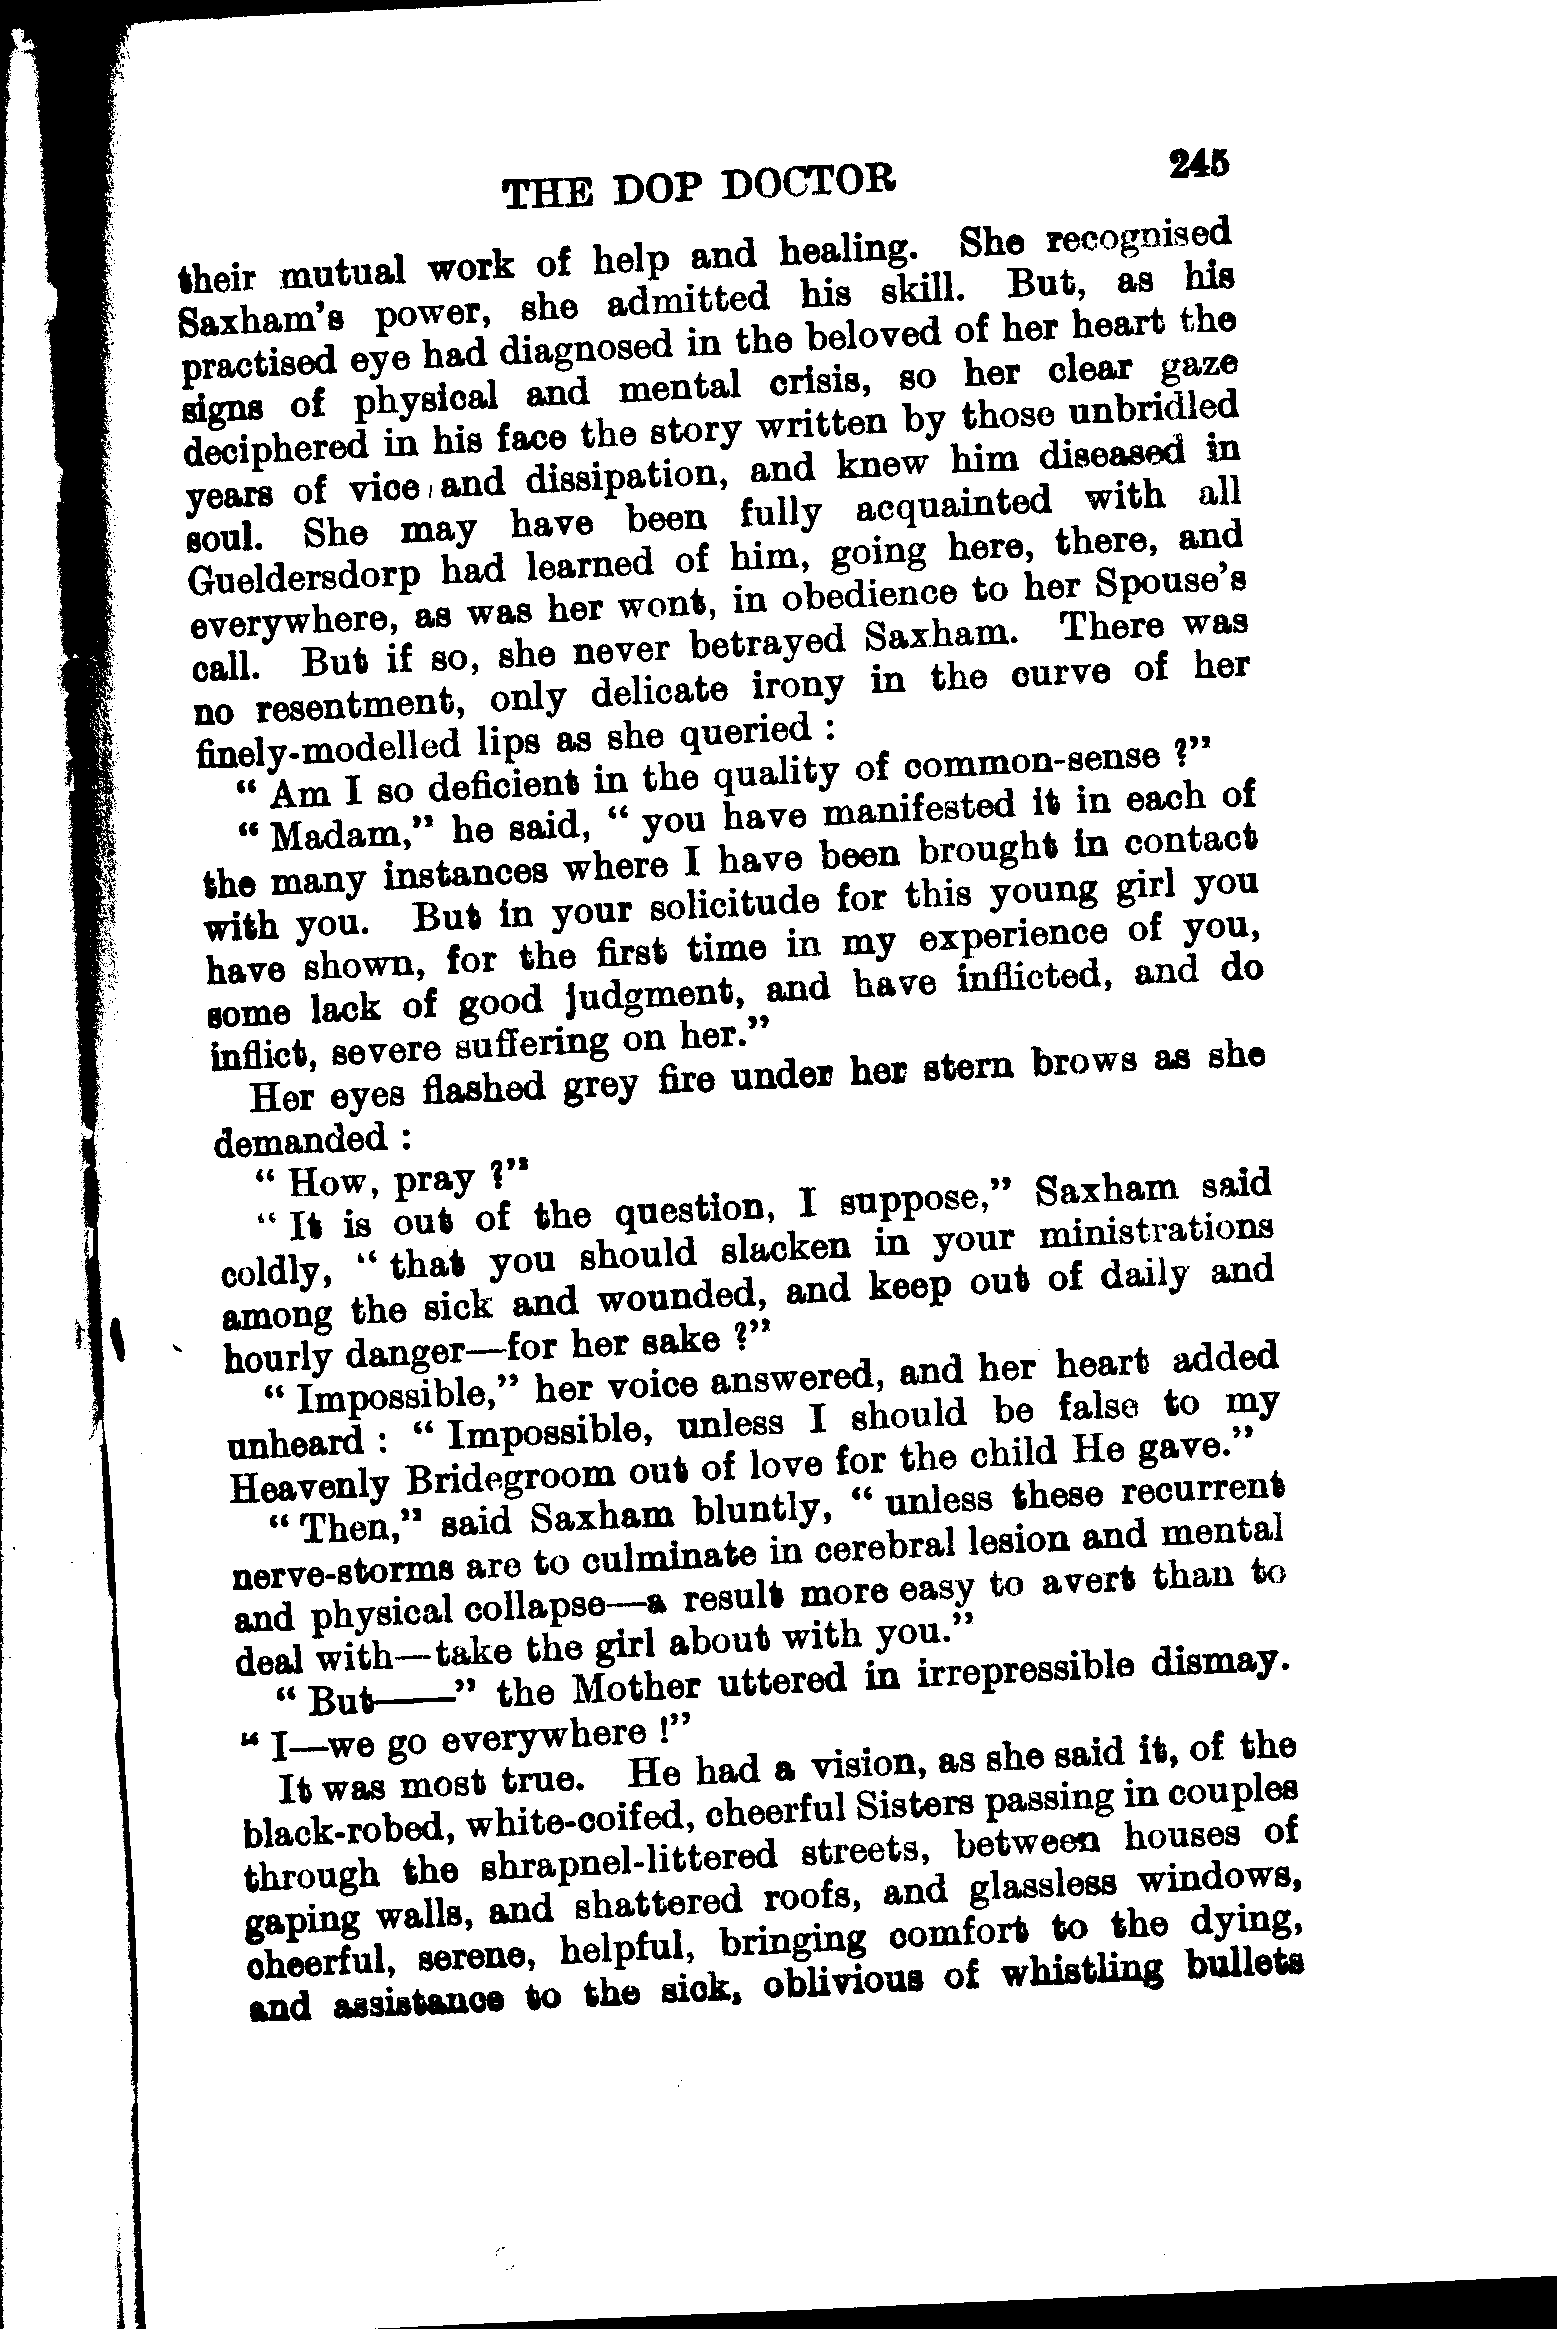 THE DOP DOCTOR 245
their mutual work of help and healing. She recognised
Saxham's power, she admitted his skill. But, as his
practised eye had diagnosed in the beloved of her heart the
signs of physical and mental crisis, so her clear gaze
deciphered in his face the story written by those unbridled
years of vice and dissipation, and knew him diseased in
soul. She may have been fully acquainted with all
Gueldersdorp had learned of him, going here, there, and
everywhere, as was her wont, in obedience to her Spouse's
call. But if so, she never betrayed Saxham. There was
no resentment, only delicate irony in the curve of her
finely-modelled lips as she queried :
“ Am I so deficient in the quality of common-sense ?”
“ Madam,” he said, “ you have manifested it in each of
the many instances where I have been brought in contact
with you. But in your solicitude for this young girl you
have shown, for the first time in my experience of you,
some lack of good judgment, and have inflicted, and do
inflict, severe suffering on her.”
Her eyes flashed grey fire under her stern brows as she
demanded :
“ How, pray ?”
“ It is out of the question, I suppose,” Saxham said
coldly, “ that you should slacken in your ministrations
among the sick and wounded, and keep out of daily and
hourly danger—for her sake ?”
“ Impossible,” her voice answered, and her heart added
unheard : “ Impossible, unless I should be false to my
Heavenly Bridegroom out of love for the child He gave.”
“ Then,” said Saxham bluntly, “ unless these recurrent
nerve-storms are to culminate in cerebral lesion and mental
and physical collapse—a result more easy to avert than to
deal with—take the girl about with you.”
“ But——” the Mother uttered in irrepressible dismay.
“ I—we go everywhere !”
It was most true. He had a vision, as she said it, of the
black-robed, white-coifed, cheerful Sisters passing in couples
through the shrapnel-littered streets, between houses of
gaping walls, and shattered roofs, and glassless windows,
cheerful, serene, helpful, bringing comfort to the dying,
and assistance to the sick, oblivious of whistling bullets